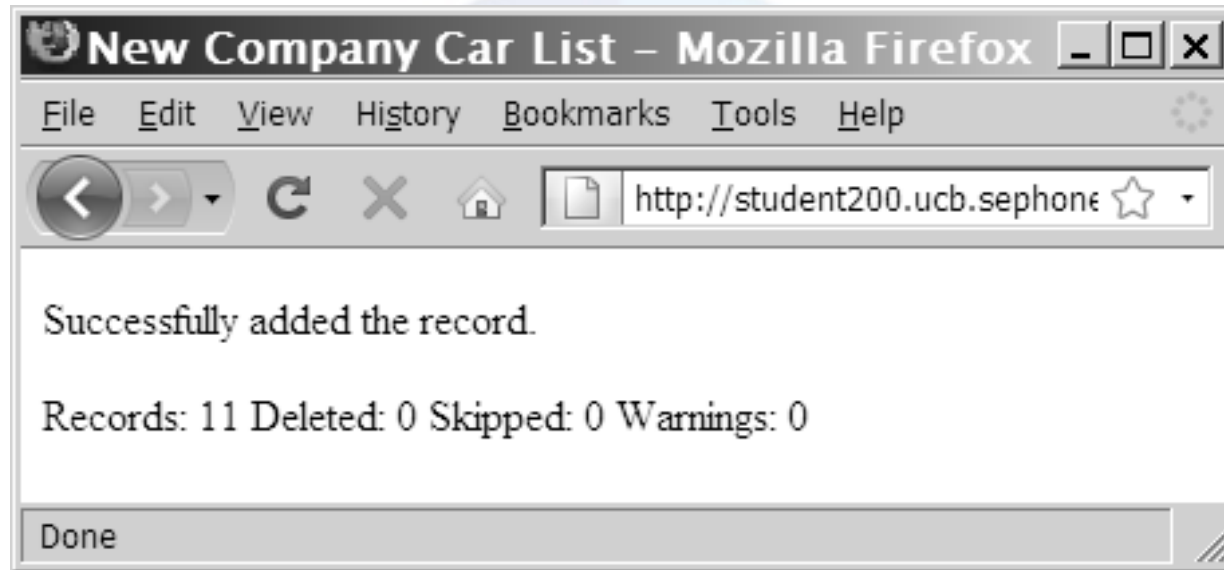 New Company Car List – Mozilla Firefox
File Edit View History Bookmarks Tools Help
http://student200.ucb.sephone
Successfully added the record.
Records: 11 Deleted: 0 Skipped: 0 Warnings: 0
Done